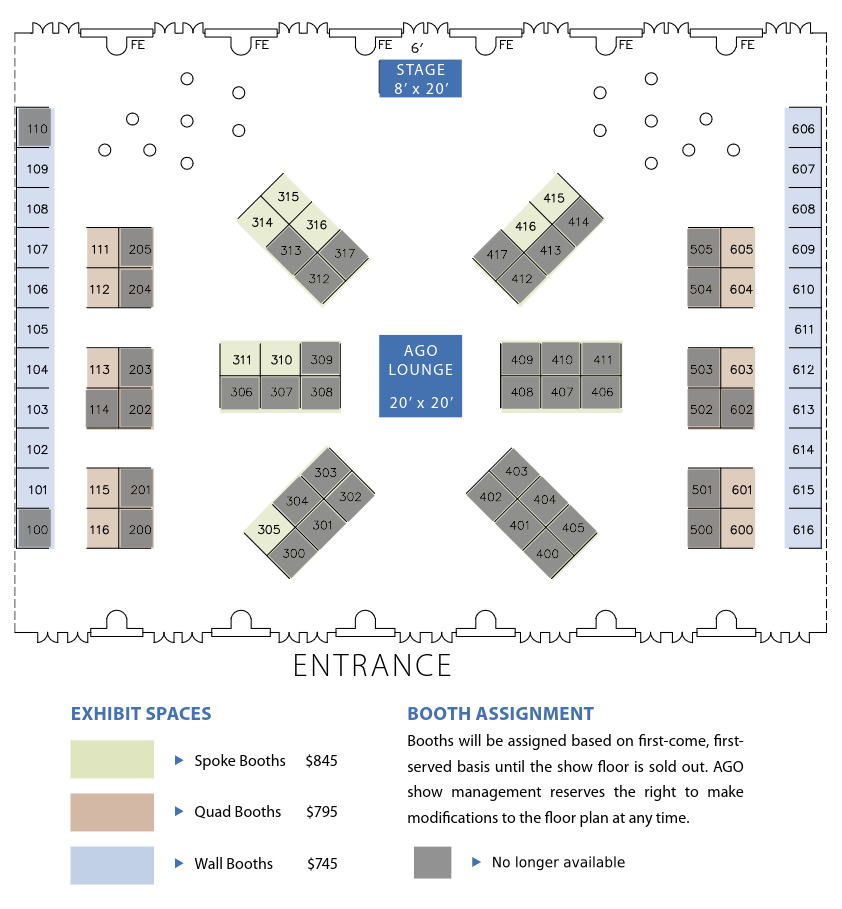 FE FE FE FE FE
6'
STAGE
8' x 20'
110
109
108
107
106
105
104
103
102
101
100
111 205
112 204
113 203
114 202
115 201
116 200
315
314 316
313 317
312
311 310 309
306 307 308
303
304 302
305 301
300
AGO
LOUNGE
20' x 20'
415
416 414
417 413
412
409 410 411
408 407 406
403
402 404
401 405
400
505 605
504 604
503 603
502 602
501 601
500 600
606
607
608
609
610
611
612
613
614
615
616
ENTRANCE
EXHIBIT SPACES
Spoke Booths $845
Quad Booths $795
Wall Booths $745
BOOTH ASSIGNMENT
Booths will be assigned based on first-come, first-
served basis until the show floor is sold out. AGO
show management reserves the right to make
modifications to the floor plan at any time.
No longer available